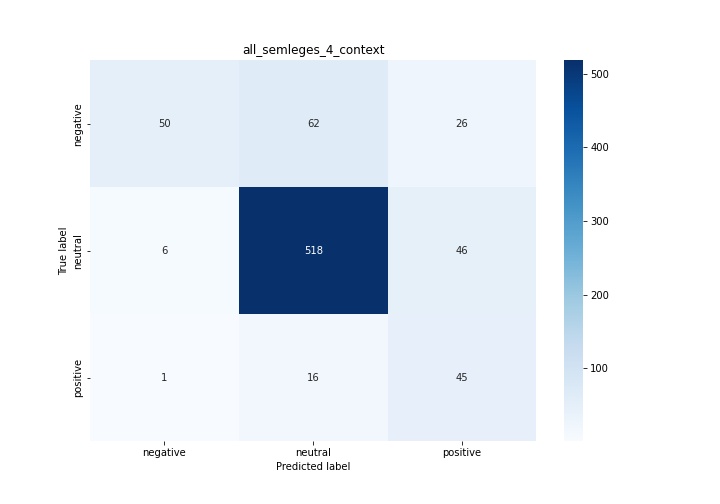 all_semleges_4_context
negative
neutral
positive
True label
50 62 26
6 518 46
1 16 45
negative neutral positive
Predicted label
500
400
300
200
100